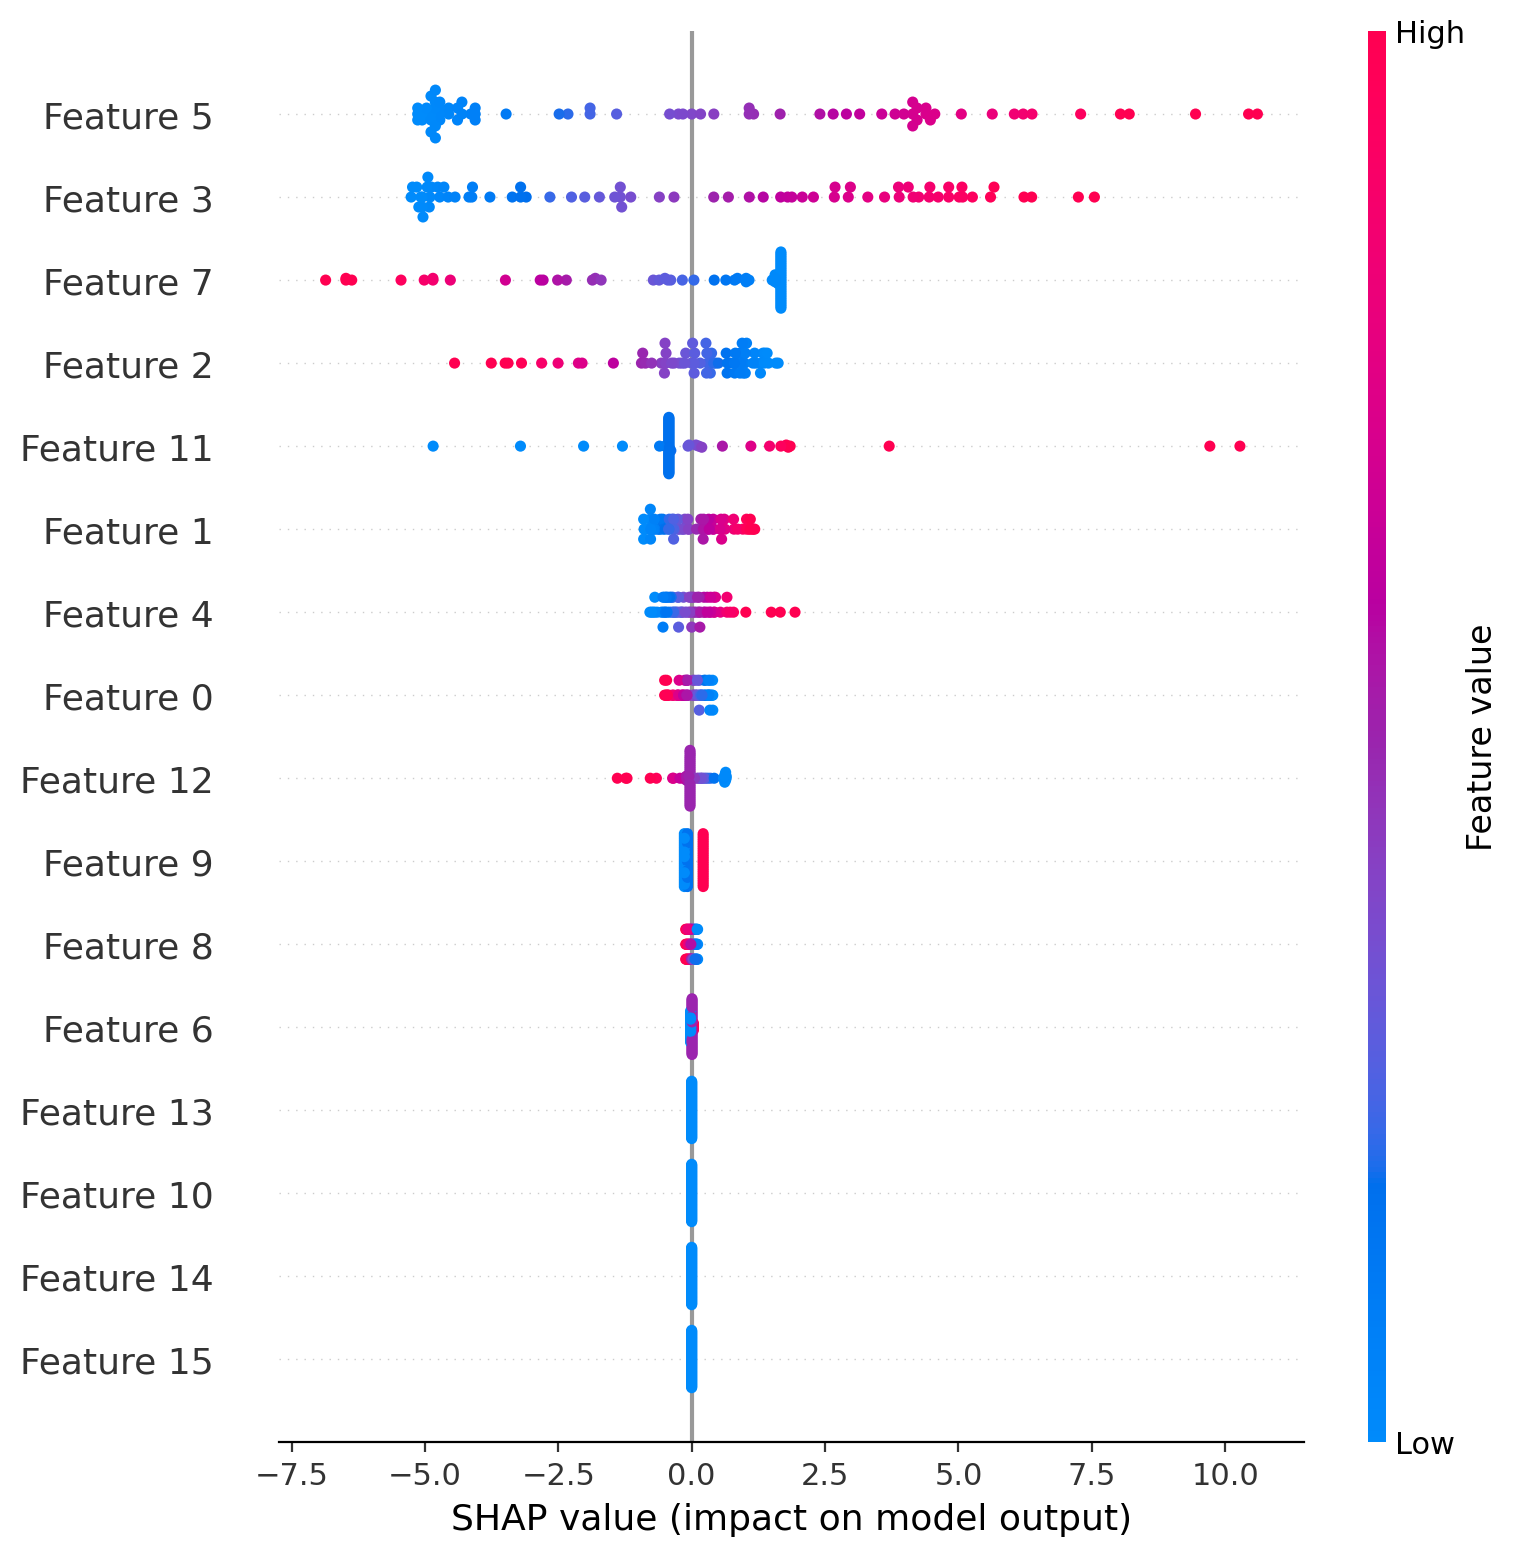 High
Feature 5
Feature 3
Feature 7
Feature 2
Feature 11
Feature 1
Feature 4
Feature 0
Feature 12
Feature 9
Feature 8
Feature 6
Feature 13
Feature 10
Feature 14
Feature 15
Feature value
Low
−7.5 −5.0 −2.5 0.0 2.5 5.0 7.5 10.0
SHAP value (impact on model output)